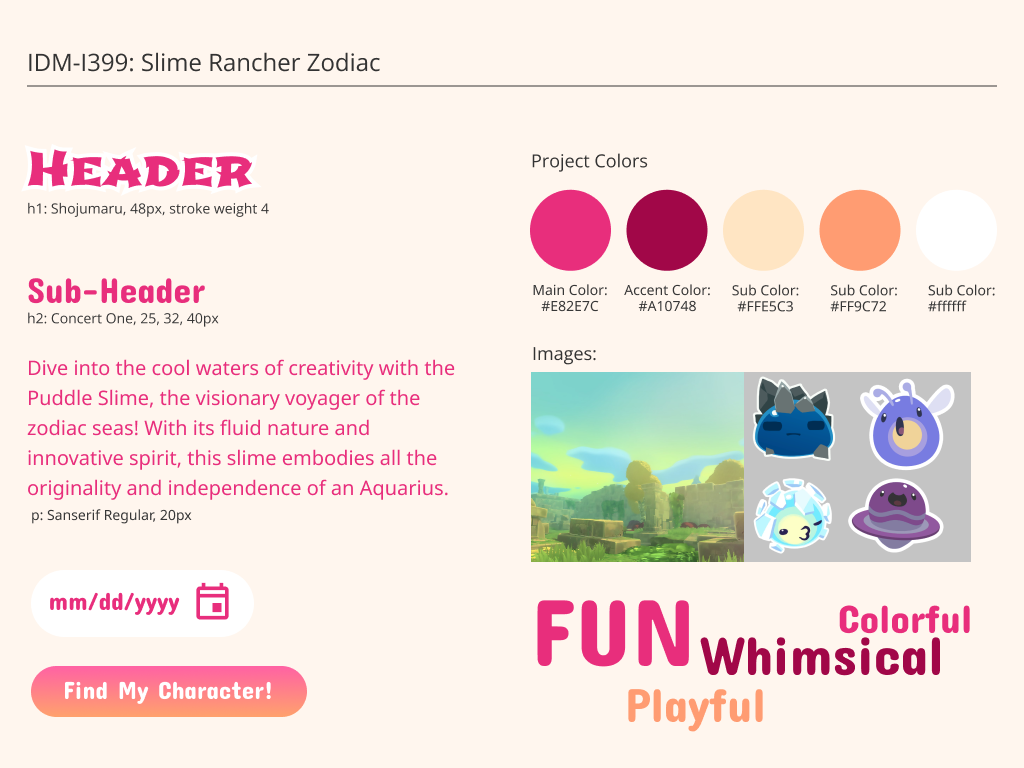 IDM-I399: Slime Rancher Zodiac
HEADER
h1: Shojumaru, 48px, stroke weight 4
Sub-Header
h2: Concert One, 25, 32, 40px
Dive into the cool waters of creativity with the
Puddle Slime, the visionary voyager of the
zodiac seas! With its fluid nature and
innovative spirit, this slime embodies all the
originality and independence of an Aquarius.
p: Sanserif Regular, 20px
mm/dd/yyyy
Find My Character!
Project Colors
Main Color:
#E82E7C
Accent Color:
#A10748
Sub Color:
#FFE5C3
Sub Color:
#FF9C72
Sub Color:
#ffffff
Images:
FUN
Colorful
Whimsical
Playful